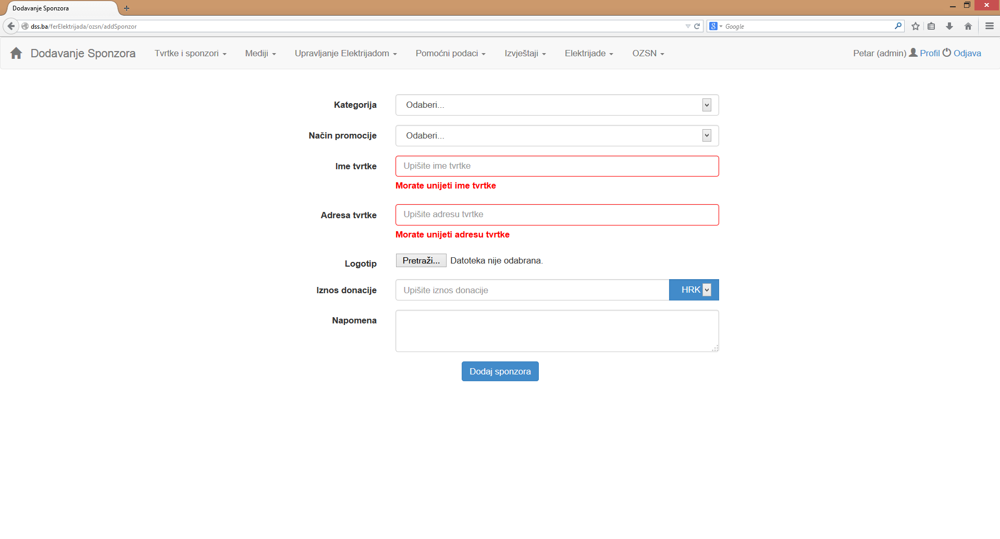 Dodavanje Sponzora
dss.ba/ferElektrijada/ozsn/addSponzor
Google
Dodavanje Sponzora Tvrtke i sponzori Mediji Upravljanje Elektrijadom Pomoćni podaci Izvještaji Elektrijade OZSN Petar (admin) Profil Odjava
Kategorija Odaberi...
Način promocije Odaberi...
Ime tvrtke Upišite ime tvrtke
Morate unijeti ime tvrtke
Adresa tvrtke Upišite adresu tvrtke
Morate unijeti adresu tvrtke
Logotip Pretraži... Datoteka nije odabrana.
Iznos donacije Upišite iznos donacije HRK
Napomena
Dodaj sponzora